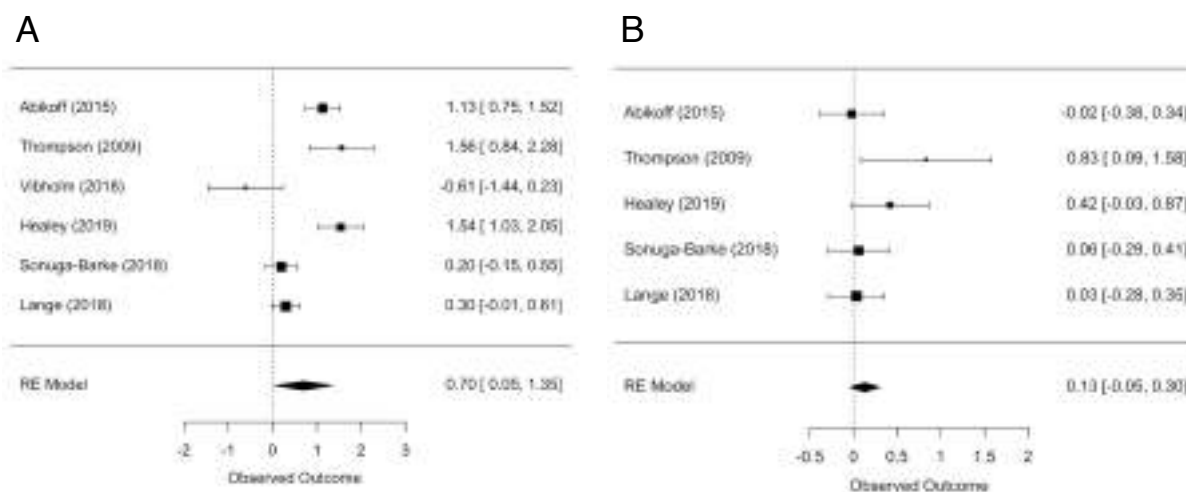 A
Abikoff (2015) 1.13 [ 0.75, 1.52]
Thompson (2009) 1.56 [ 0.84, 2.28]
Vibholm (2018) -0.61 [-1.44, 0.23]
Healey (2019) 1.54 [ 1.03, 2.05]
Sonuga-Barke (2018) 0.20 [-0.15, 0.55]
Lange (2018) 0.30 [-0.01, 0.61]
RE Model 0.70 [ 0.05, 1.35]
-2 -1 0 1 2 3
Observed Outcome
B
Abikoff (2015) -0.02 [-0.38, 0.34]
Thompson (2009) 0.83 [ 0.09, 1.58]
Healey (2019) 0.42 [-0.03, 0.87]
Sonuga-Barke (2018) 0.06 [-0.29, 0.41]
Lange (2018) 0.03 [-0.28, 0.35]
RE Model 0.13 [-0.05, 0.30]
-0.5 0 0.5 1 1.5 2
Observed Outcome